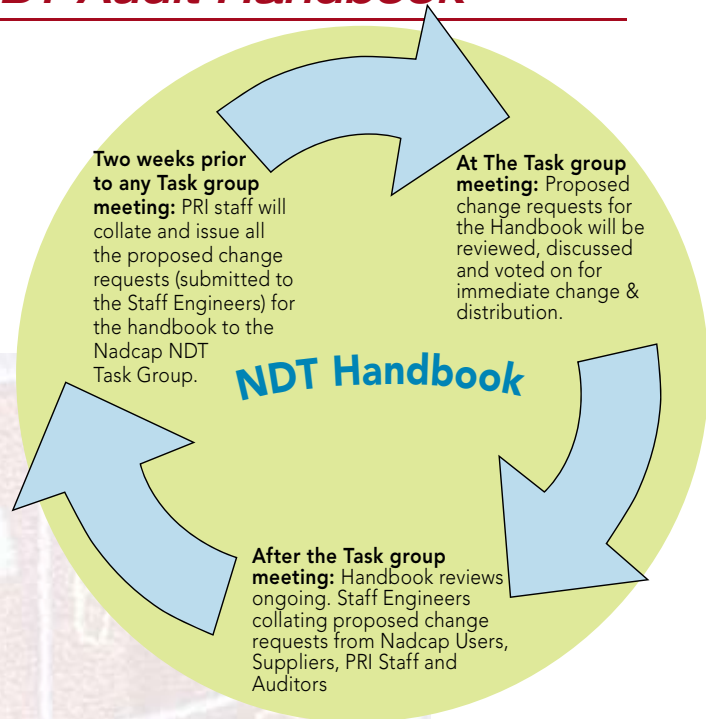 Audit Handbook
Two weeks prior
to any Task group
meeting: PRI staff will
collate and issue all
the proposed change
requests (submitted to
the Staff Engineers) for
the handbook to the
Nadcap NDT
Task Group.
At The Task group
meeting: Proposed
change requests for
the Handbook will be
reviewed, discussed
and voted on for
immediate change &
distribution.
NDT Handbook
After the Task group
meeting: Handbook reviews
ongoing. Staff Engineers
collating proposed change
requests from Nadcap Users,
Suppliers, PRI Staff and
Auditors